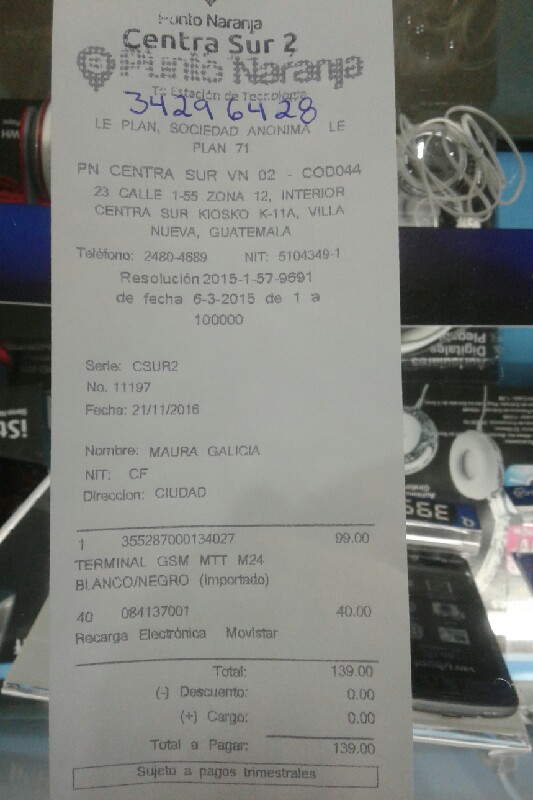 Punto Naranja
Centra Sur 2
Punto Naranja
Tu Estación de Tecnología
34296428
LE PLAN, SOCIEDAD ANONIMA LE
PLAN 71
PN CENTRA SUR VN 02 - COD044
23 CALLE 1-55 ZONA 12, INTERIOR
CENTRA SUR KIOSKO K-11A, VILLA
NUEVA, GUATEMALA
Teléfono: 2480-4689 NIT: 5104349-1
Resolución 2015-1-57-9691
de fecha 6-3-2015 de 1 a
100000
Serie: CSUR2
No. 11197
Fecha: 21/11/2016
Nombre: MAURA GALICIA
NIT: CF
Direccion: CIUDAD
1 355287000134027 99.00
TERMINAL GSM MTT M24
BLANCO/NEGRO (Importado)
40 084137001 40.00
Recarga Electrónica Movistar
Total: 139.00
(-) Descuento: 0.00
(+) Cargo: 0.00
Total a Pagar: 139.00
Sujeto a pagos trimestrales
Auriculares
Digitales
399
iSt